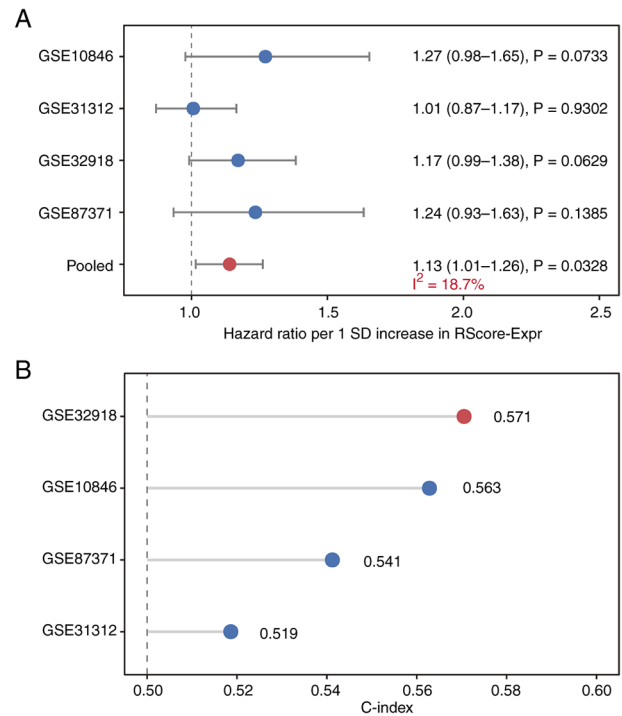 A
GSE10846 1.27 (0.98–1.65), P = 0.0733
GSE31312 1.01 (0.87–1.17), P = 0.9302
GSE32918 1.17 (0.99–1.38), P = 0.0629
GSE87371 1.24 (0.93–1.63), P = 0.1385
Pooled 1.13 (1.01–1.26), P = 0.0328
I² = 18.7%
1.0 1.5 2.0 2.5
Hazard ratio per 1 SD increase in RScore-Expr
B
GSE32918 0.571
GSE10846 0.563
GSE87371 0.541
GSE31312 0.519
0.50 0.52 0.54 0.56 0.58 0.60
C-index